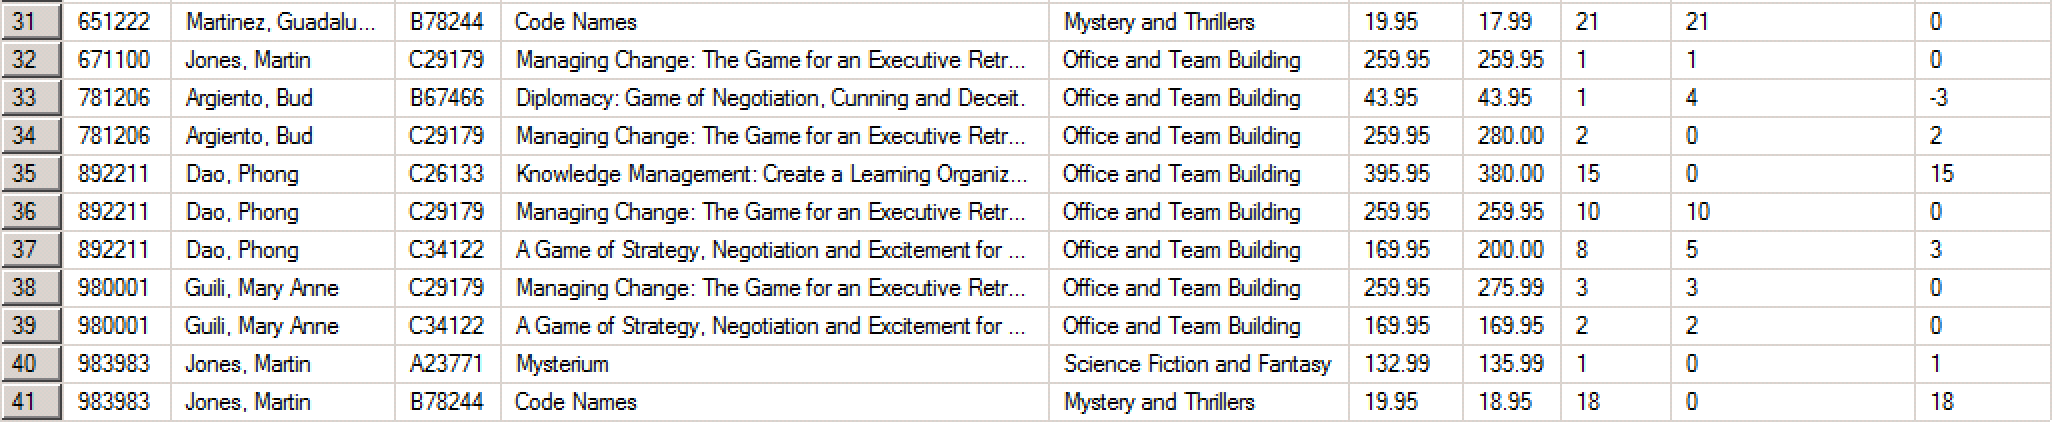 31 651222 Martinez, Guadalu... B78244 Code Names Mystery and Thrillers 19.95 17.99 21 21 0
32 671100 Jones, Martin C29179 Managing Change: The Game for an Executive Retr... Office and Team Building 259.95 259.95 1 1 0
33 781206 Argiento, Bud B67466 Diplomacy: Game of Negotiation, Cunning and Deceit. Office and Team Building 43.95 43.95 1 4 -3
34 781206 Argiento, Bud C29179 Managing Change: The Game for an Executive Retr... Office and Team Building 259.95 280.00 2 0 2
35 892211 Dao, Phong C26133 Knowledge Management: Create a Learning Organiz... Office and Team Building 395.95 380.00 15 0 15
36 892211 Dao, Phong C29179 Managing Change: The Game for an Executive Retr... Office and Team Building 259.95 259.95 10 10 0
37 892211 Dao, Phong C34122 A Game of Strategy, Negotiation and Excitement for ... Office and Team Building 169.95 200.00 8 5 3
38 980001 Guili, Mary Anne C29179 Managing Change: The Game for an Executive Retr... Office and Team Building 259.95 275.99 3 3 0
39 980001 Guili, Mary Anne C34122 A Game of Strategy, Negotiation and Excitement for ... Office and Team Building 169.95 169.95 2 2 0
40 983983 Jones, Martin A23771 Mysterium Science Fiction and Fantasy 132.99 135.99 1 0 1
41 983983 Jones, Martin B78244 Code Names Mystery and Thrillers 19.95 18.95 18 0 18